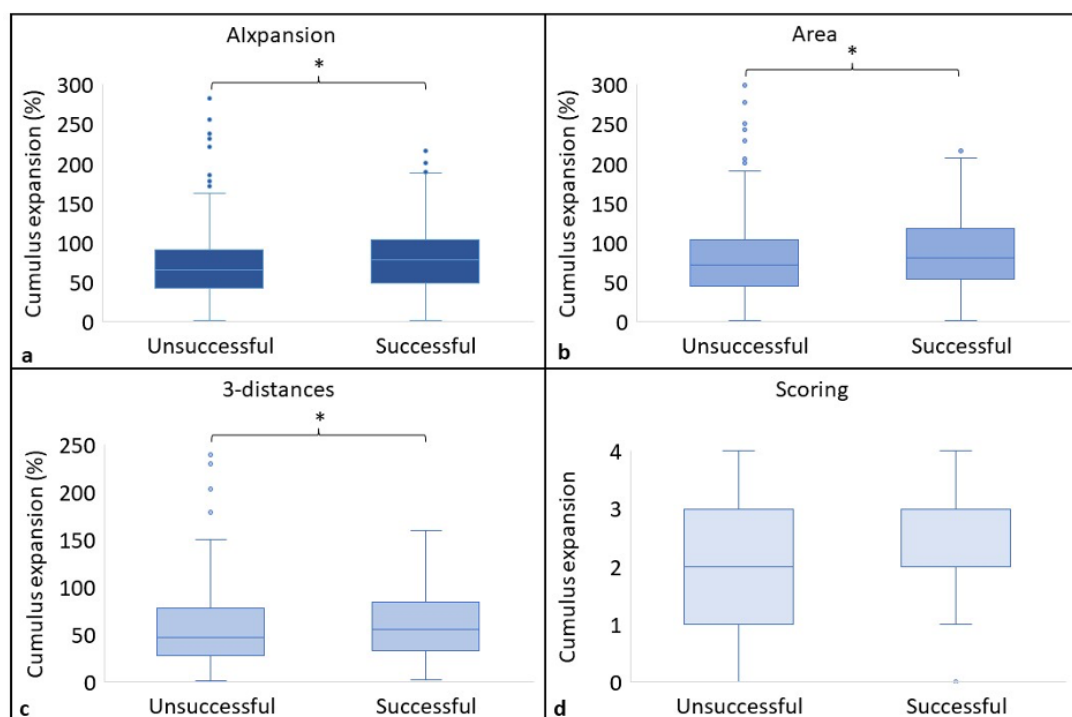 AIxpansion
*
Cumulus expansion (%)
300
250
200
150
100
50
0
Unsuccessful
Successful
a
Area
*
Cumulus expansion (%)
300
250
200
150
100
50
0
Unsuccessful
Successful
b
3-distances
*
Cumulus expansion (%)
250
200
150
100
50
0
Unsuccessful
Successful
c
Scoring
Cumulus expansion
4
3
2
1
0
Unsuccessful
Successful
d